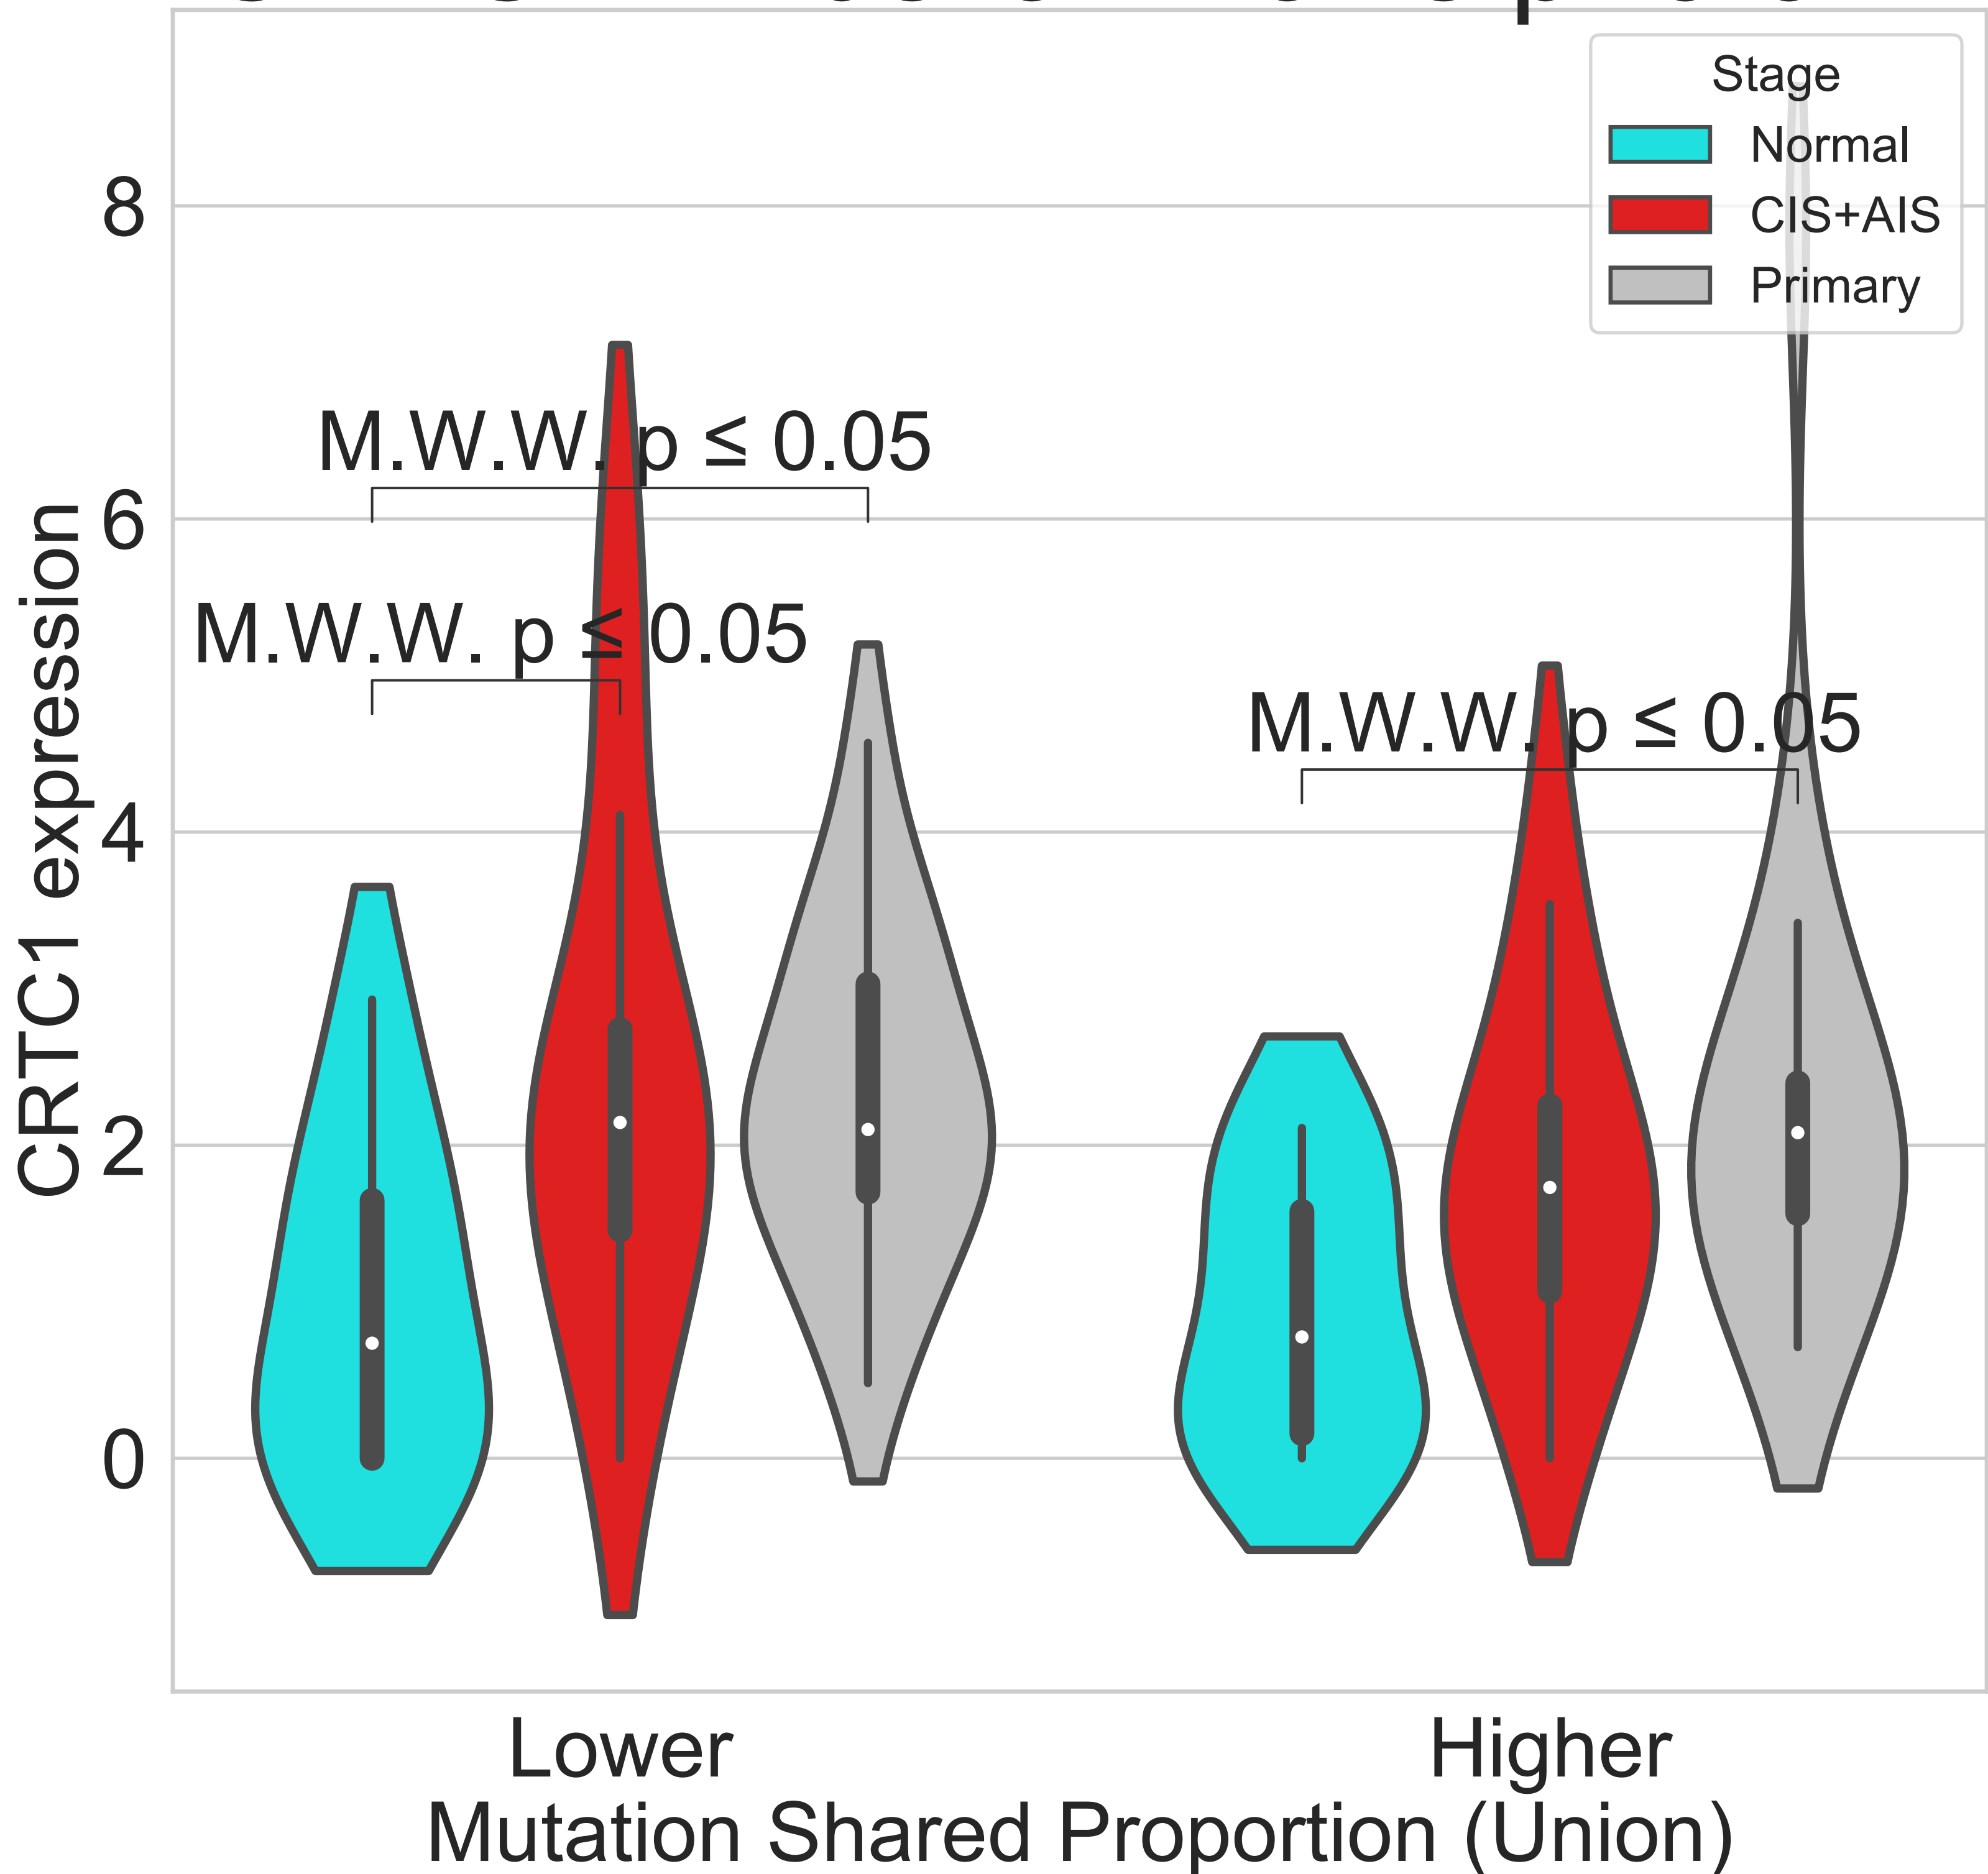 Stage
Normal
CIS+AIS
Primary
8
6
4
2
0
CRTC1 expression
M.W.W. p ≤ 0.05
M.W.W. p ≤ 0.05
M.W.W. p ≤ 0.05
Lower
Higher
Mutation Shared Proportion (Union)